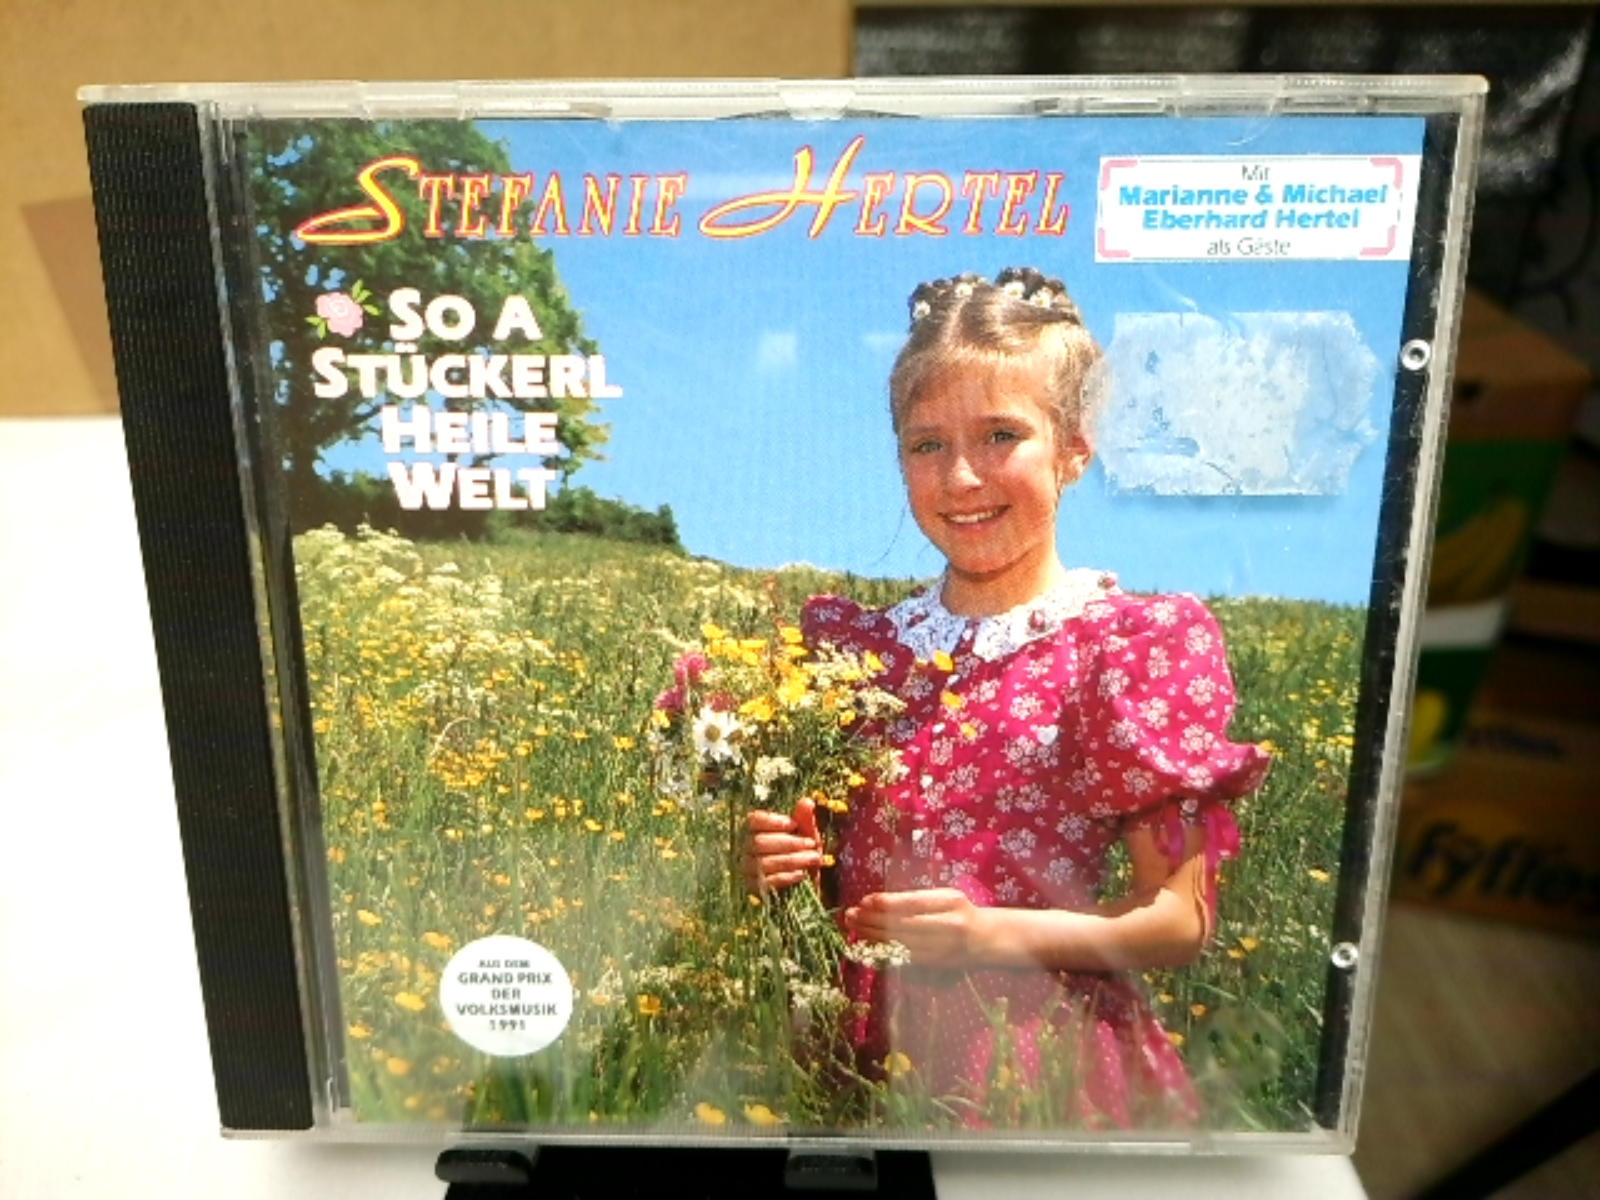 STEFANIE HERTEL
Mit
Marianne & Michael
Eberhard Hertel
als Gäste
SO A
STÜCKERL
HEILE
WELT
AUS DEM
GRAND PRIX
DER
VOLKSMUSIK
1991
Fyffes